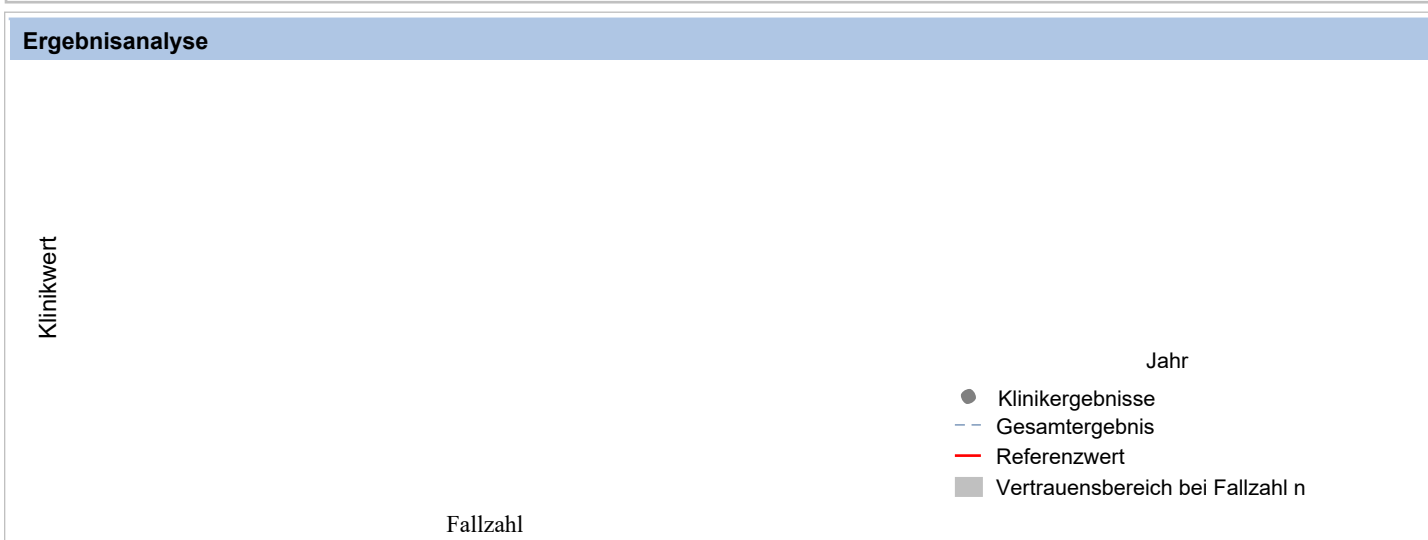 Ergebnisanalyse
Klinikwert
Jahr
Klinikergebnisse
Gesamtergebnis
Referenzwert
Vertrauensbereich bei Fallzahl n
Fallzahl